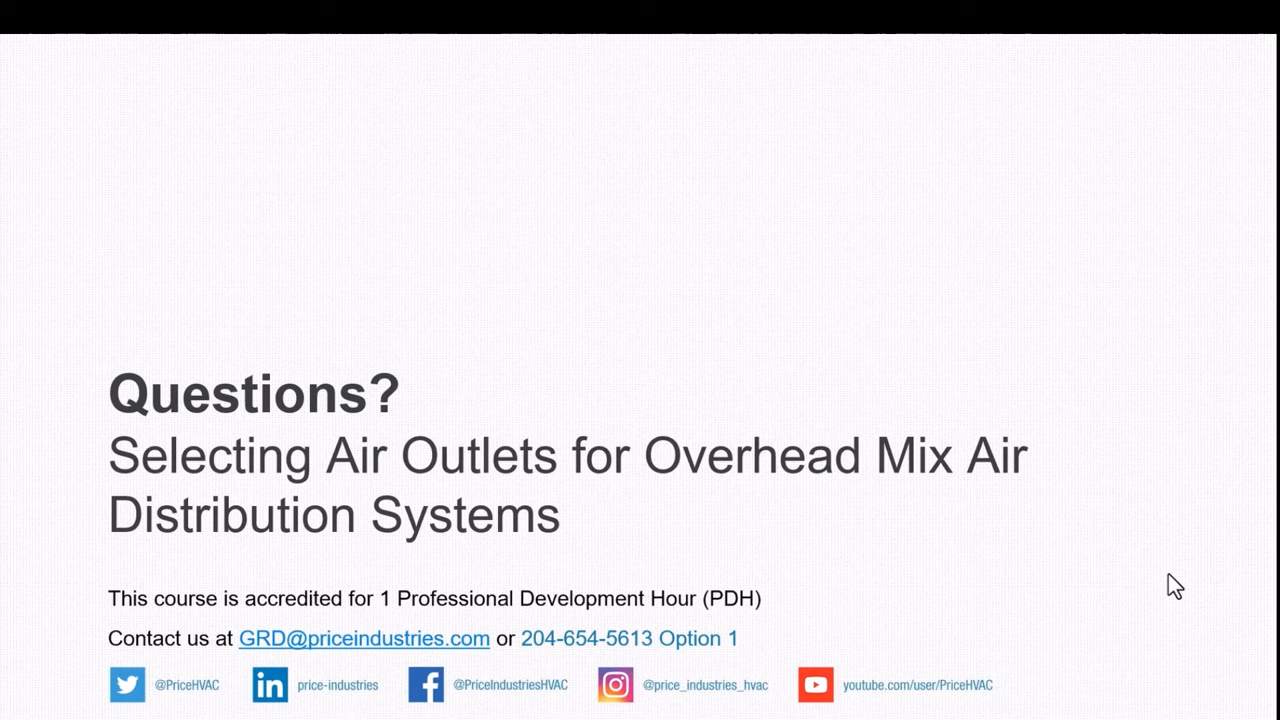 Questions?
Selecting Air Outlets for Overhead Mix Air
Distribution Systems
This course is accredited for 1 Professional Development Hour (PDH)
Contact us at GRD@priceindustries.com or 204-654-5613 Option 1
@PriceHVAC price-industries @PriceIndustriesHVAC @price_industries_hvac youtube.com/user/PriceHVAC